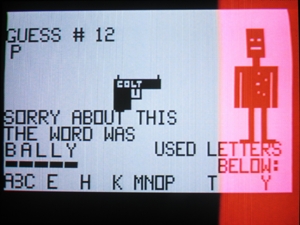 GUESS # 12
P
COLT
SORRY ABOUT THIS
THE WORD WAS
BALLY
USED LETTERS
BELOW:
ABC E H K MNOP T Y